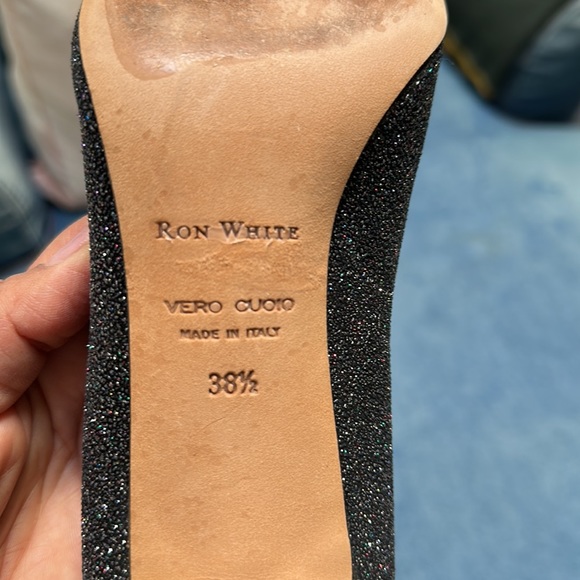 RON WHITE
VERO CUOIO
MADE IN ITALY
38½